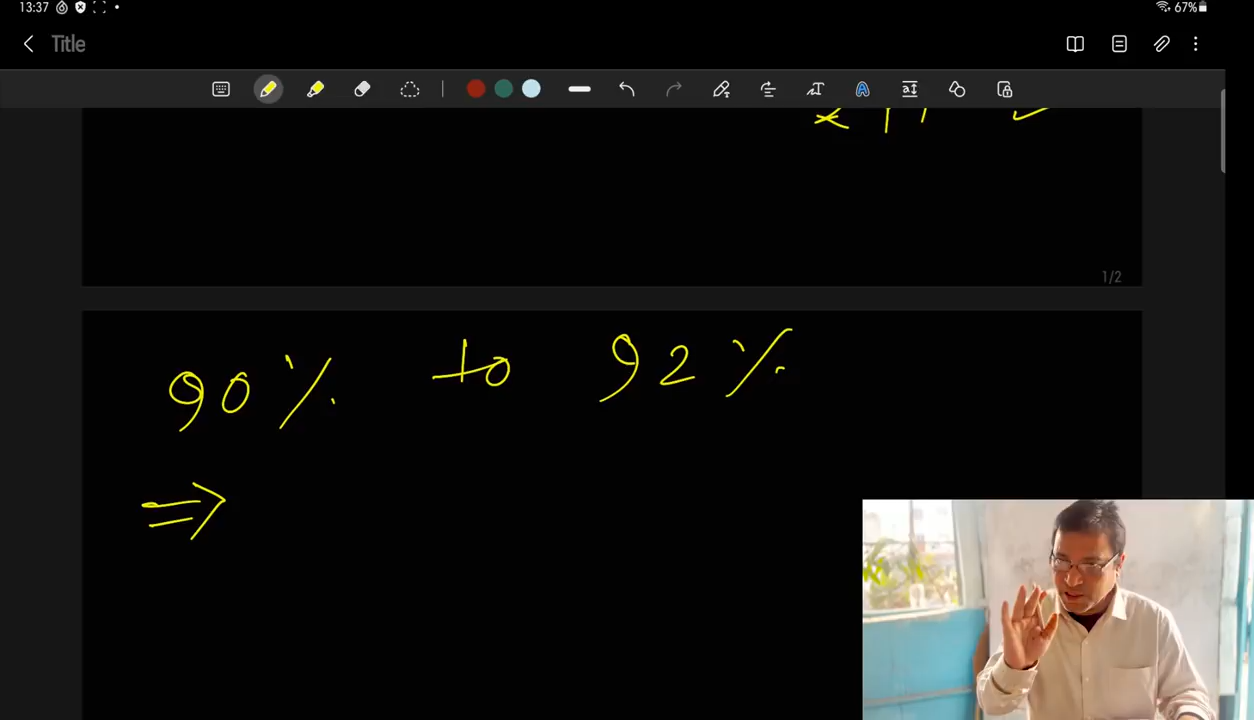 13:37 67%
Title
1/2
90% to 92%
⇒